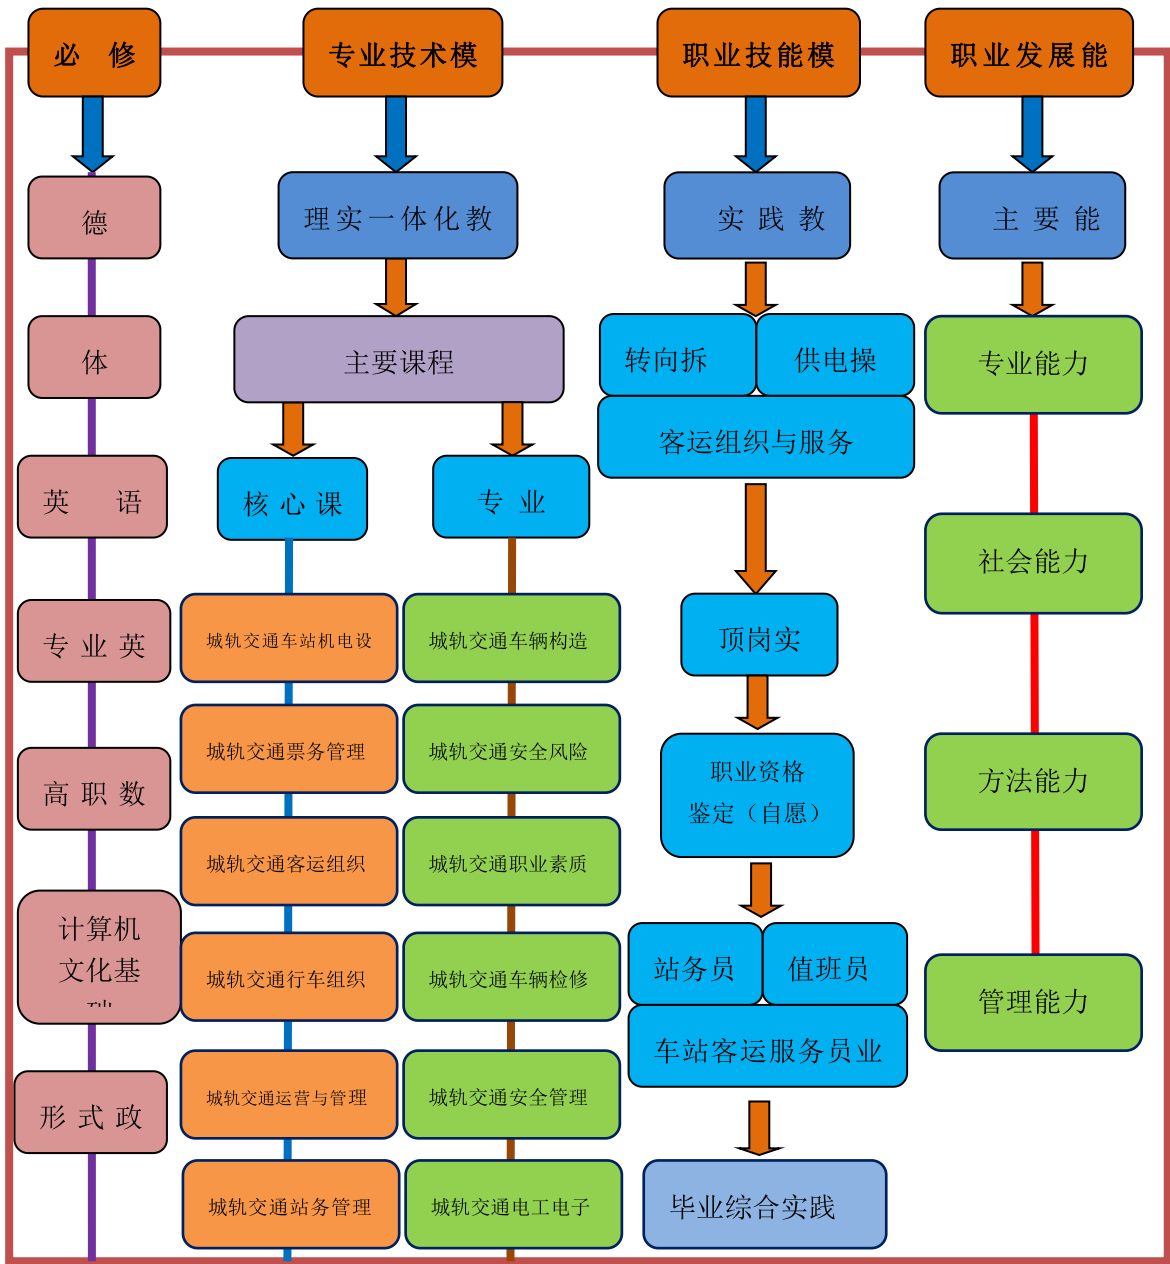 必 修
专业技术模
职业技能模
职业发展能
德
体
英 语
专 业 英
高 职 数
计算机
文化基
形 式 政
理实一体化教
主要课程
核 心 课
城轨交通车站机电设
城轨交通票务管理
城轨交通客运组织
城轨交通行车组织
城轨交通运营与管理
城轨交通站务管理
专 业
城轨交通车辆构造
城轨交通安全风险
城轨交通职业素质
城轨交通车辆检修
城轨交通安全管理
城轨交通电工电子
实 践 教
转向拆
供电操
客运组织与服务
顶岗实
职业资格
鉴定（自愿）
站务员
值班员
车站客运服务员业
毕业综合实践
主 要 能
专业能力
社会能力
方法能力
管理能力